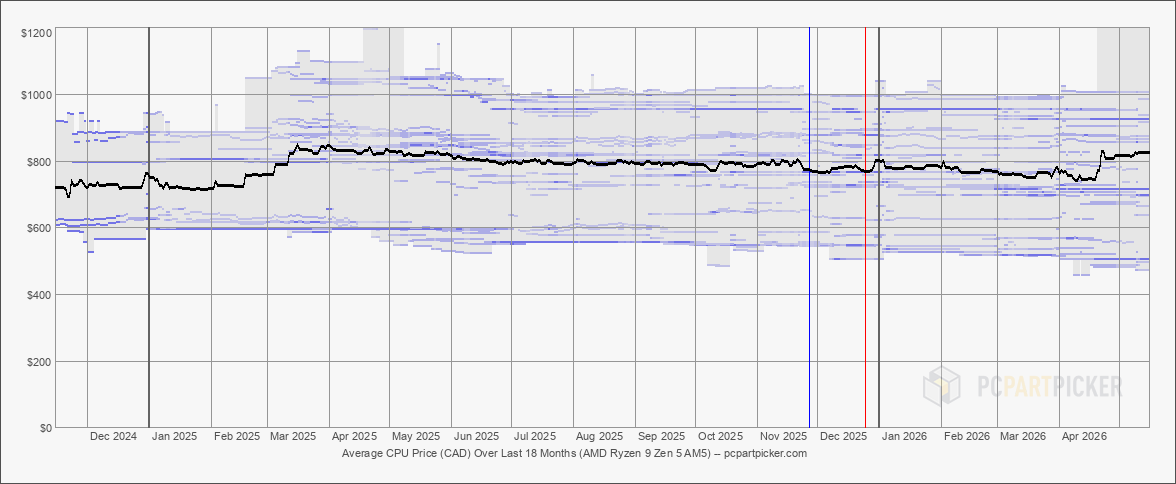 $1200
$1000
$800
$600
$400
$200
$0
Dec 2024 Jan 2025 Feb 2025 Mar 2025 Apr 2025 May 2025 Jun 2025 Jul 2025 Aug 2025 Sep 2025 Oct 2025 Nov 2025 Dec 2025 Jan 2026 Feb 2026 Mar 2026 Apr 2026
Average CPU Price (CAD) Over Last 18 Months (AMD Ryzen 9 Zen 5 AM5) – pcpartpicker.com
PCPARTPICKER